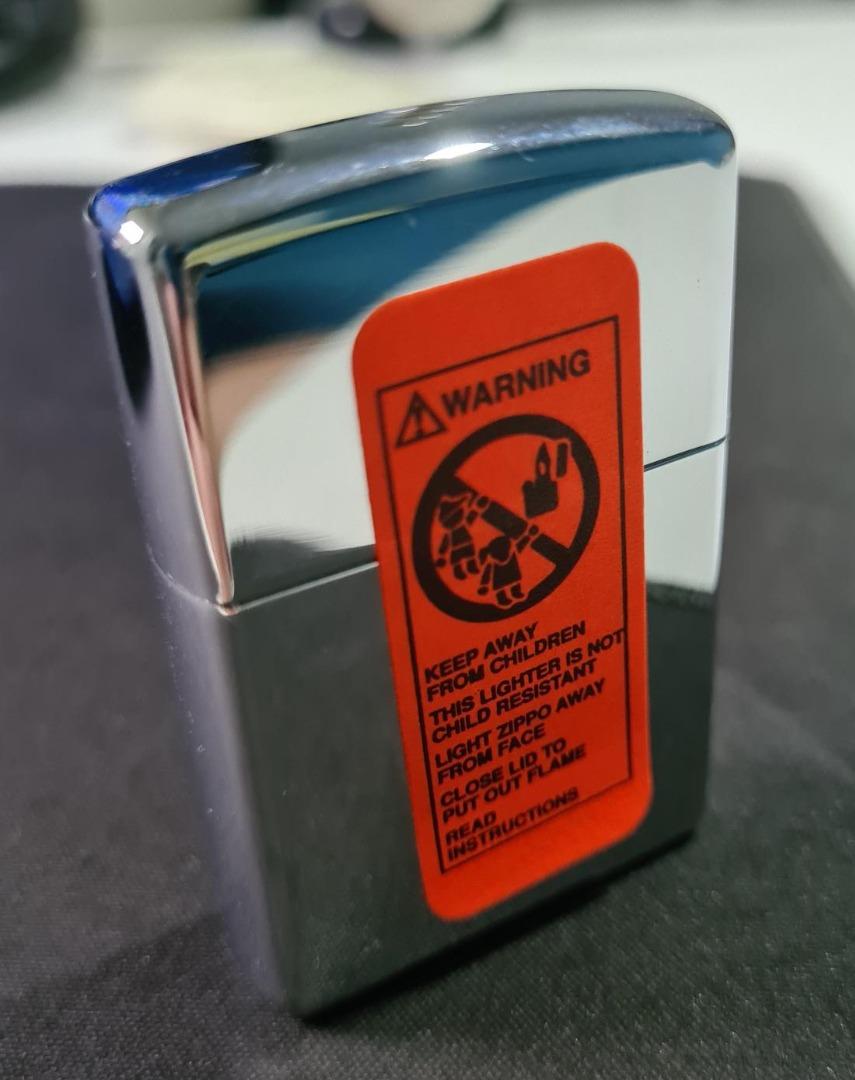 WARNING
KEEP AWAY
FROM CHILDREN
THIS LIGHTER IS NOT
CHILD RESISTANT
LIGHT ZIPPO AWAY
FROM FACE
CLOSE LID TO
PUT OUT FLAME
READ
INSTRUCTIONS